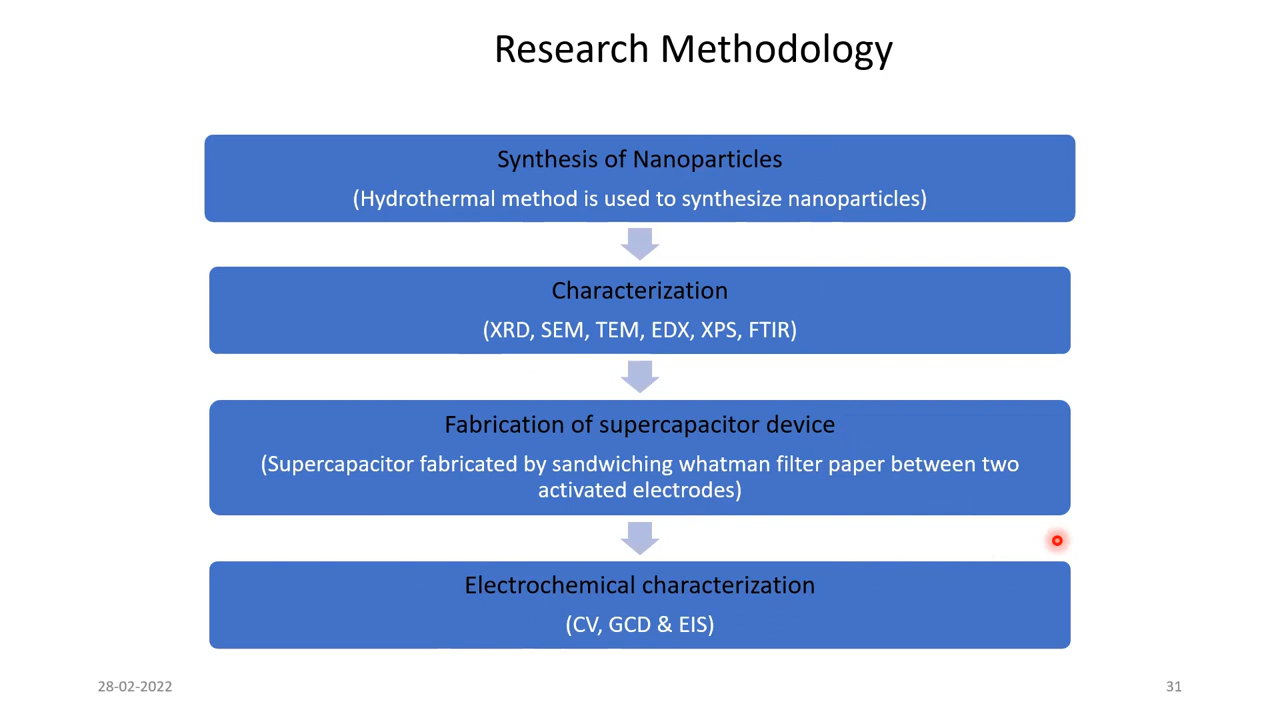 Research Methodology
Synthesis of Nanoparticles
(Hydrothermal method is used to synthesize nanoparticles)
Characterization
(XRD, SEM, TEM, EDX, XPS, FTIR)
Fabrication of supercapacitor device
(Supercapacitor fabricated by sandwiching whatman filter paper between two
activated electrodes)
Electrochemical characterization
(CV, GCD & EIS)
28-02-2022
31